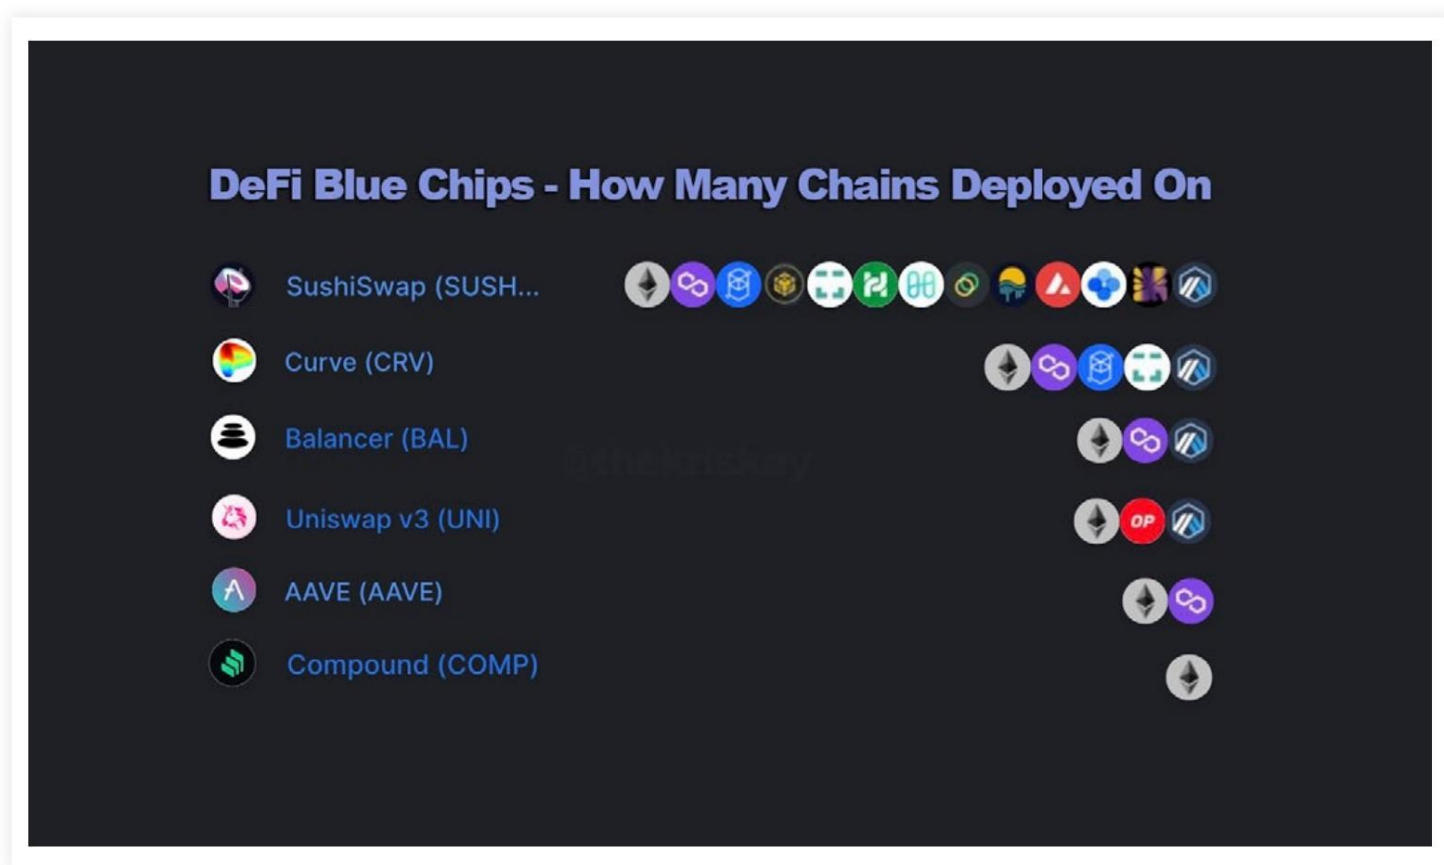 DeFi Blue Chips - How Many Chains Deployed On
SushiSwap (SUSH...
Curve (CRV)
Balancer (BAL)
@thekriskay
Uniswap v3 (UNI)
OP
AAVE (AAVE)
Compound (COMP)